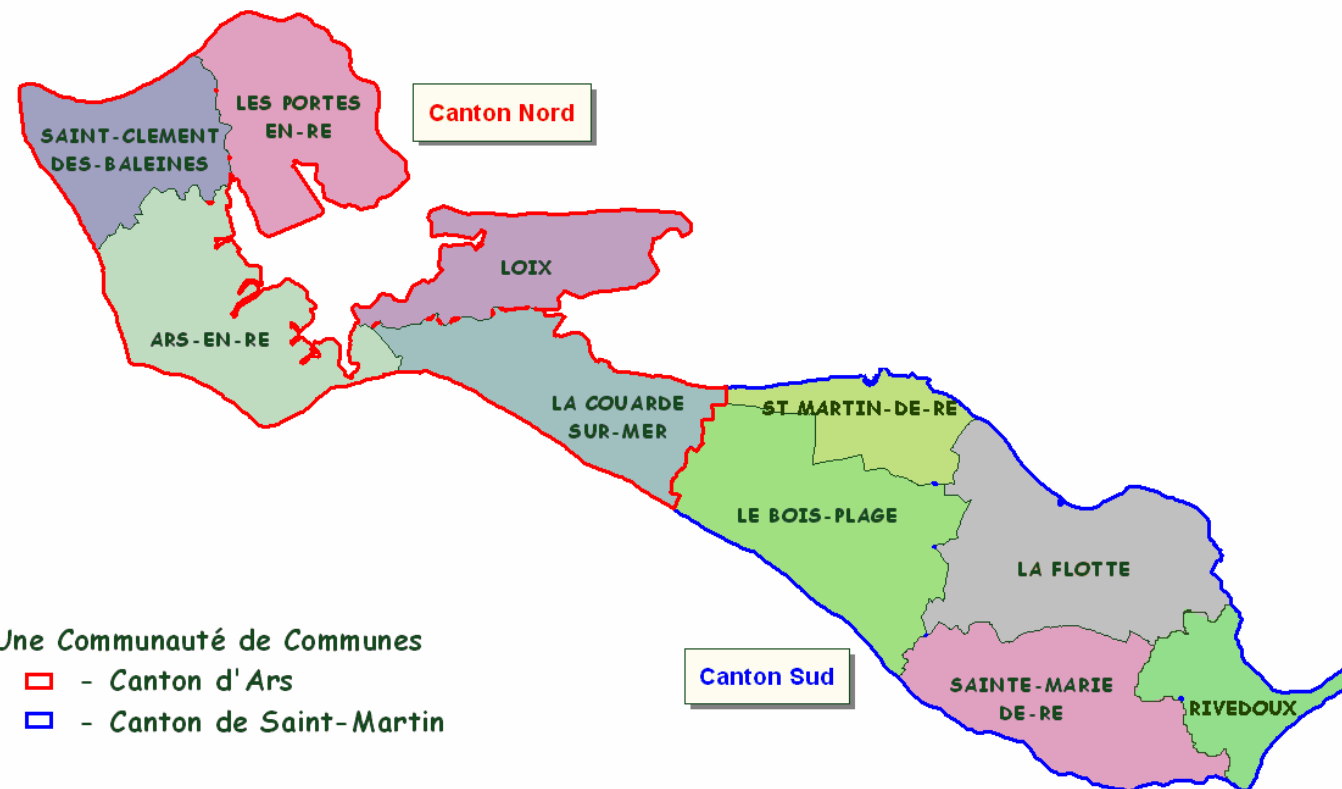 LES PORTES
EN-RE
Canton Nord
SAINT-CLEMENT
DES-BALEINES
LOIX
ARS-EN-RE
LA COUARDE
SUR-MER
ST MARTIN-DE-RE
LE BOIS-PLAGE
LA FLOTTE
Une Communauté de Communes
- Canton d'Ars
- Canton de Saint-Martin
Canton Sud
SAINTE-MARIE
DE-RE
RIVEDOUX